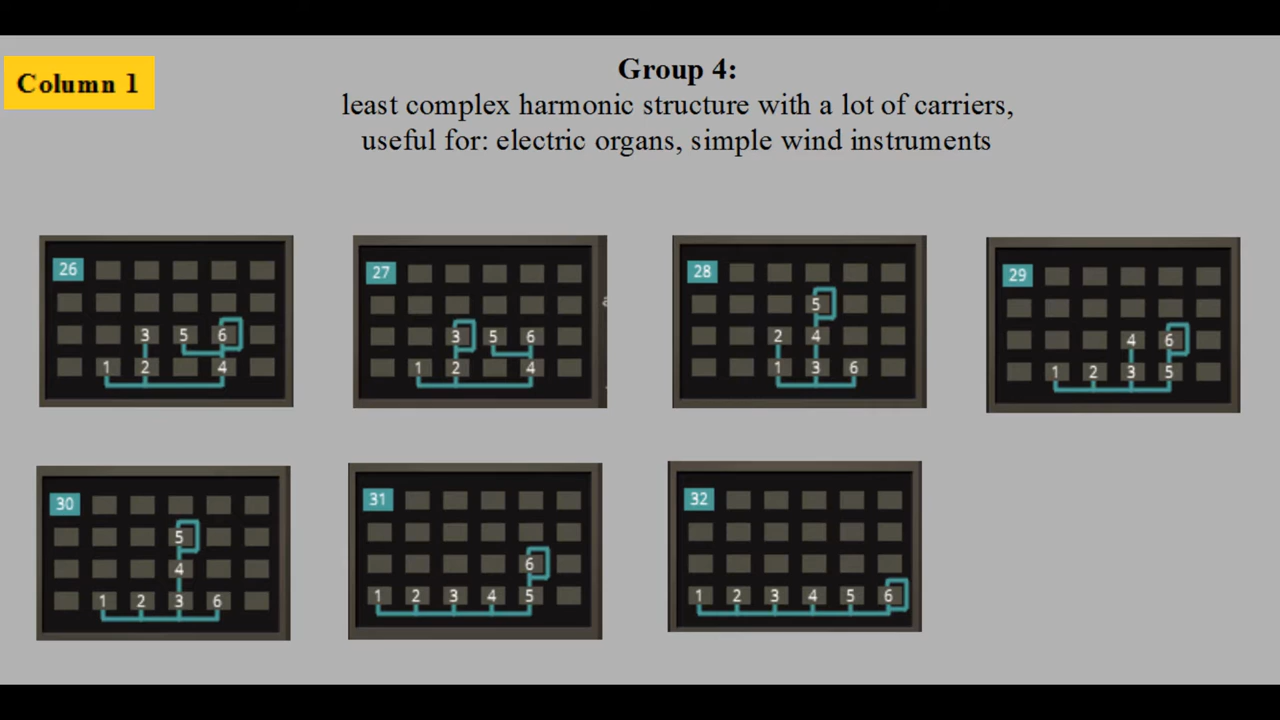 Column 1
Group 4:
least complex harmonic structure with a lot of carriers,
useful for: electric organs, simple wind instruments
26
3 5 6
1 2 4
27
3 5 6
1 2 4
28
5
2 4
1 3 6
29
4 6
1 2 3 5
30
5
4
1 2 3 6
31
6
1 2 3 4 5
32
1 2 3 4 5 6